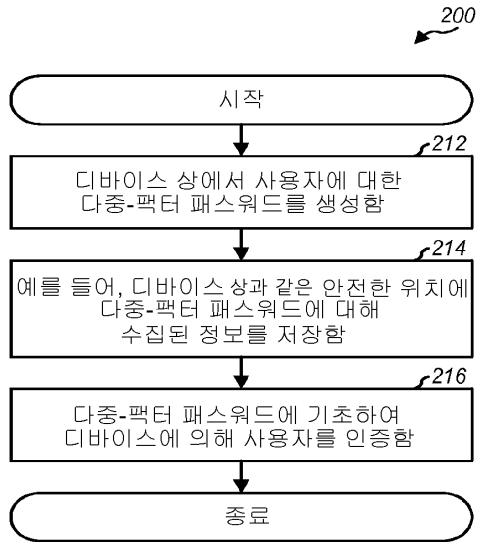 200
시작
212
디바이스 상에서 사용자에 대한
다중-팩터 패스워드를 생성함
214
예를 들어, 디바이스 상과 같은 안전한 위치에
다중-팩터 패스워드에 대해
수집된 정보를 저장함
216
다중-팩터 패스워드에 기초하여
디바이스에 의해 사용자를 인증함
종료